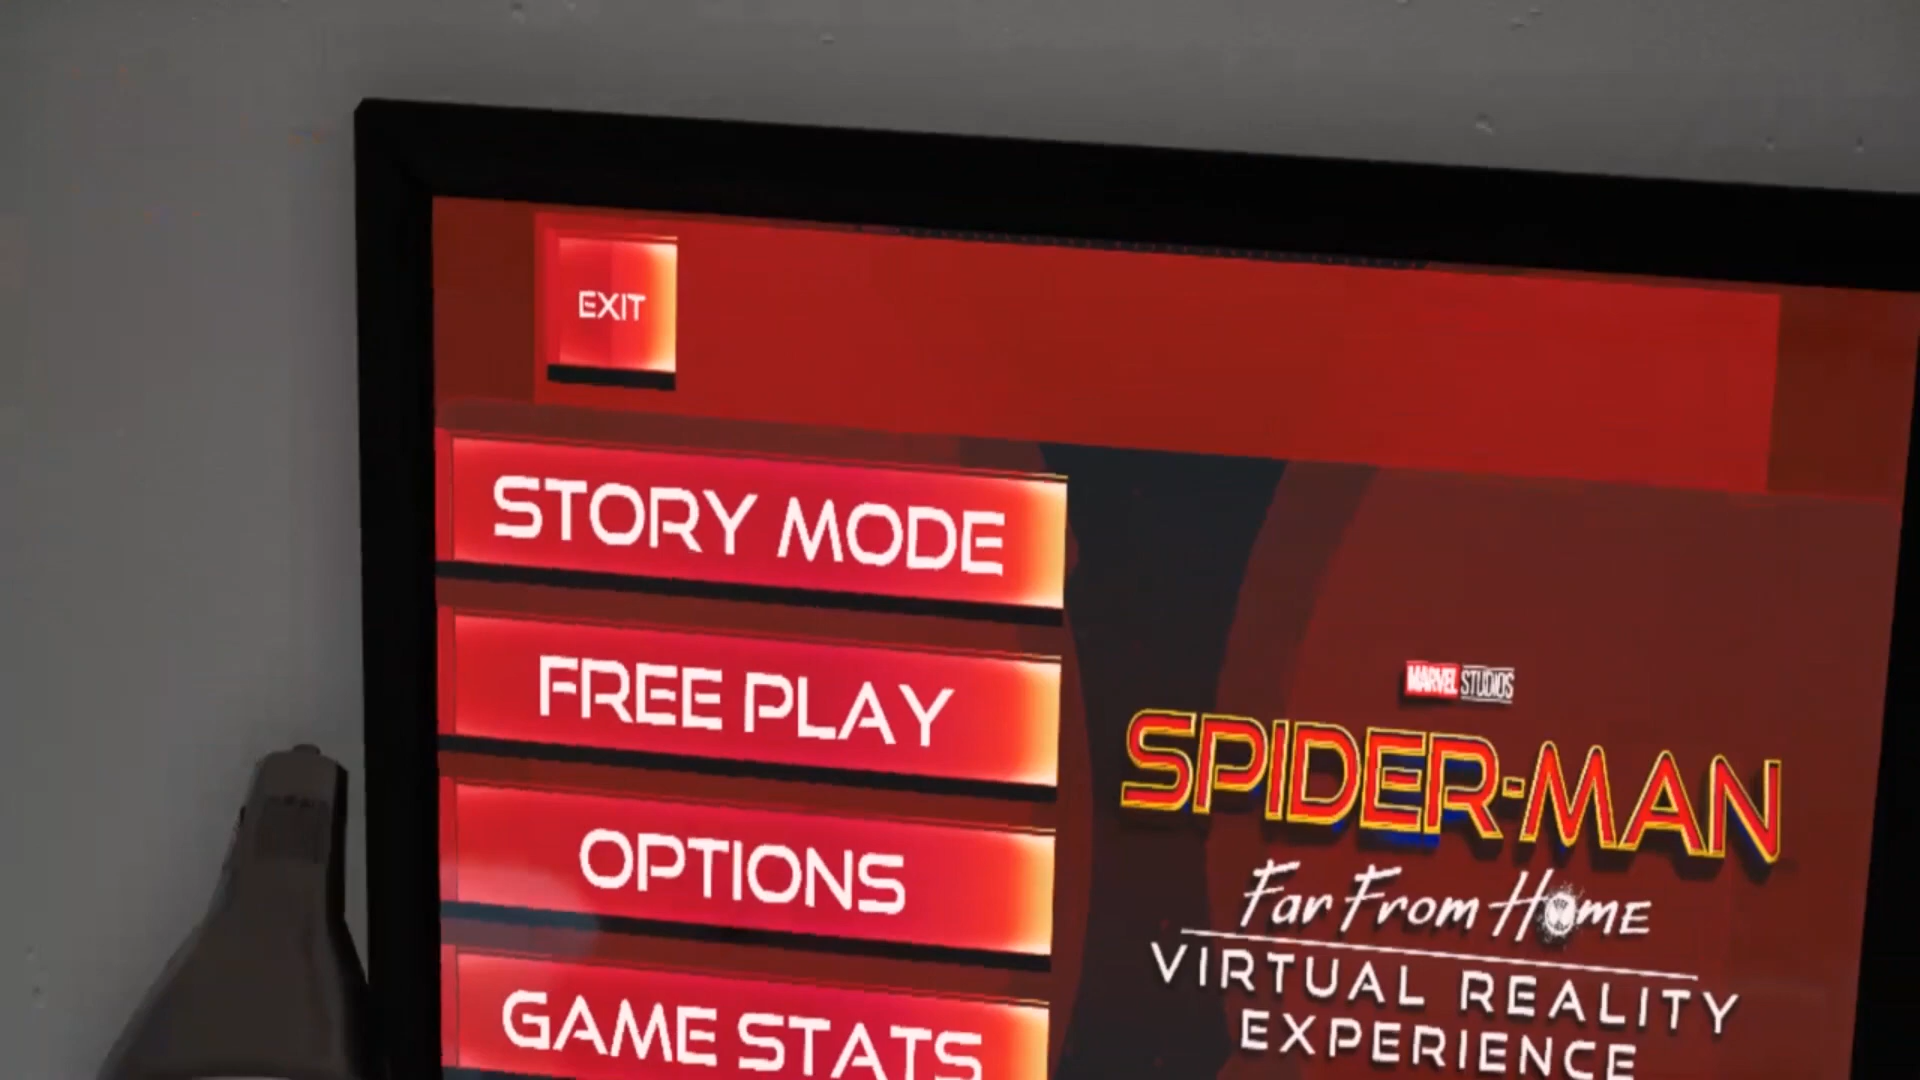 EXIT
STORY MODE
FREE PLAY
OPTIONS
GAME STATS
MARVEL STUDIOS
SPIDER-MAN
Far From Home
VIRTUAL REALITY
EXPERIENCE